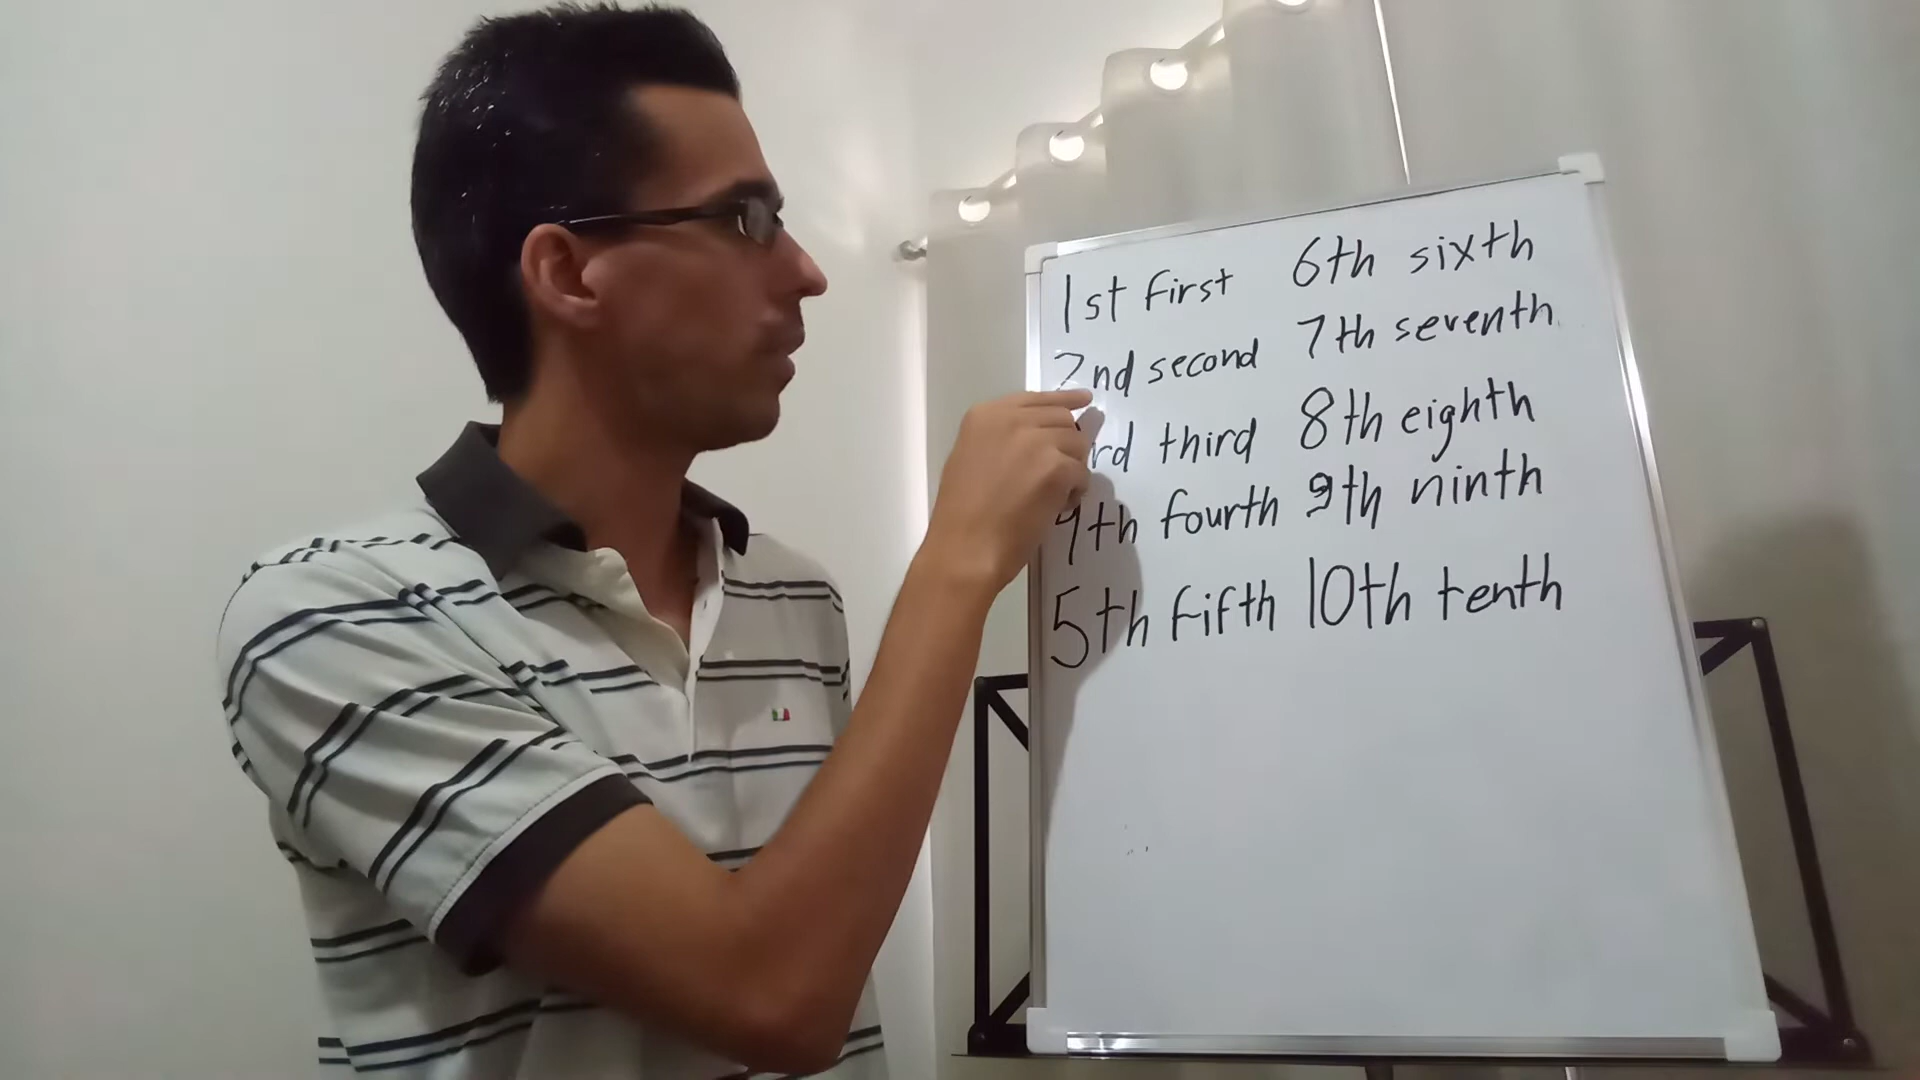 1st first 6th sixth
2nd second 7th seventh
rd third 8th eighth
4th fourth 9th ninth
5th fifth 10th tenth